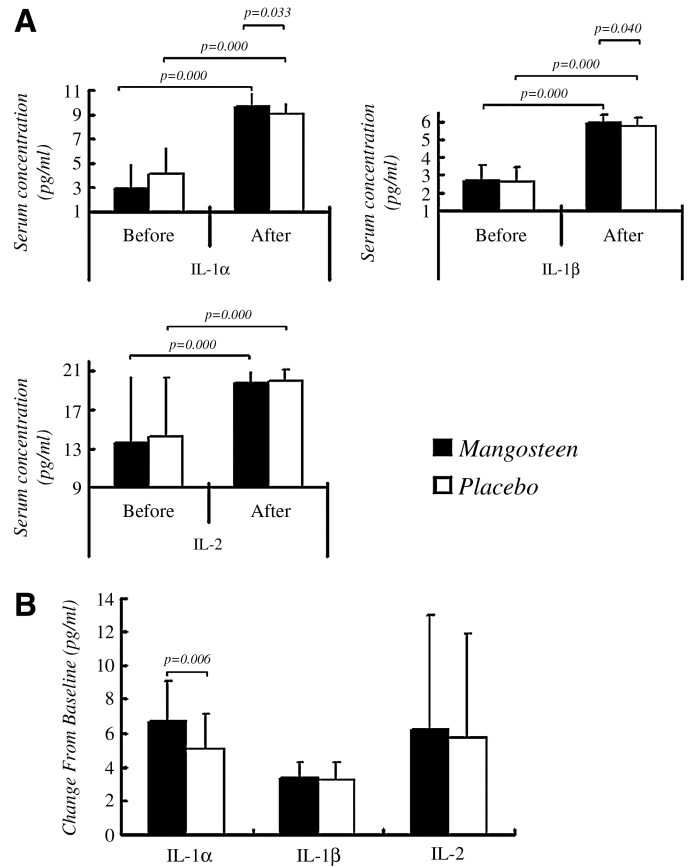 A
p=0.033
p=0.000
p=0.000
Serum concentration
(pg/ml)
11
9
7
5
3
1
Before
After
IL-1α
p=0.040
p=0.000
p=0.000
Serum concentration
(pg/ml)
6
5
4
3
2
1
Before
After
IL-1β
p=0.000
p=0.000
Serum concentration
(pg/ml)
21
17
13
9
Before
After
IL-2
Mangosteen
Placebo
B
Change From Baseline (pg/ml)
14
12
10
8
6
4
2
0
p=0.006
IL-1α
IL-1β
IL-2